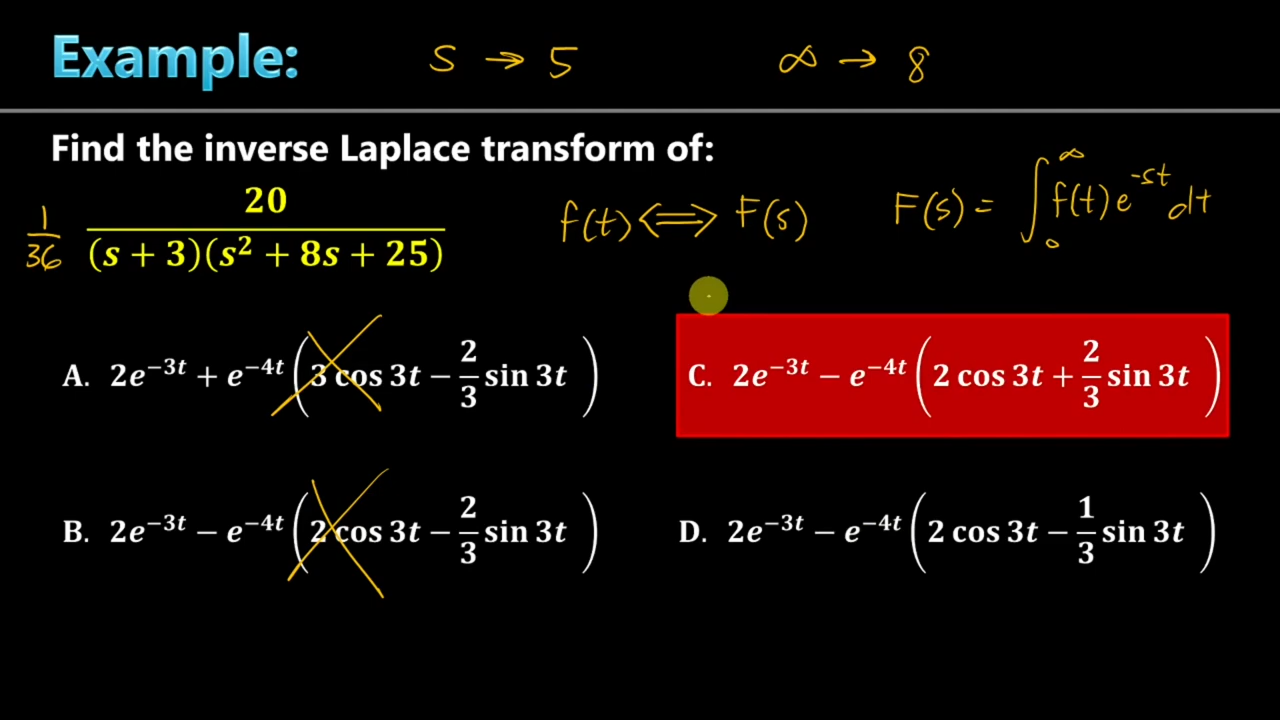 Example: s → 5 ∞ → 8
Find the inverse Laplace transform of:
1/36 20/((s + 3)(s² + 8s + 25)) f(t) ⟺ F(s) F(s) = ∫₀^∞ f(t) e^(-st) dt
A. 2e^(−3t) + e^(−4t) (3 cos 3t − 2/3 sin 3t )
C. 2e^(−3t) − e^(−4t) (2 cos 3t + 2/3 sin 3t )
B. 2e^(−3t) − e^(−4t) (2 cos 3t − 2/3 sin 3t )
D. 2e^(−3t) − e^(−4t) (2 cos 3t − 1/3 sin 3t )